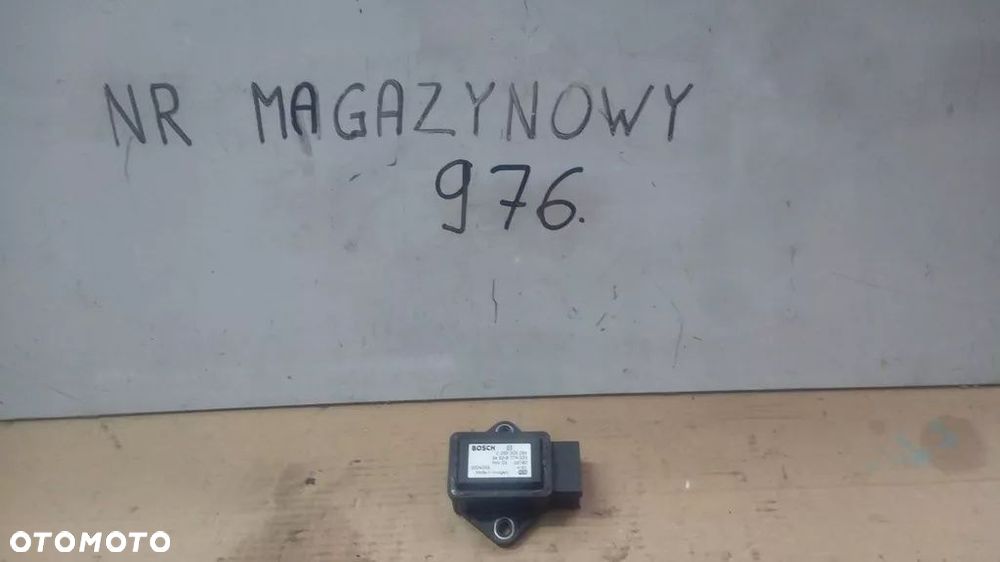 NR MAGAZYNOWY
976.
BOSCH
OTOMOTO